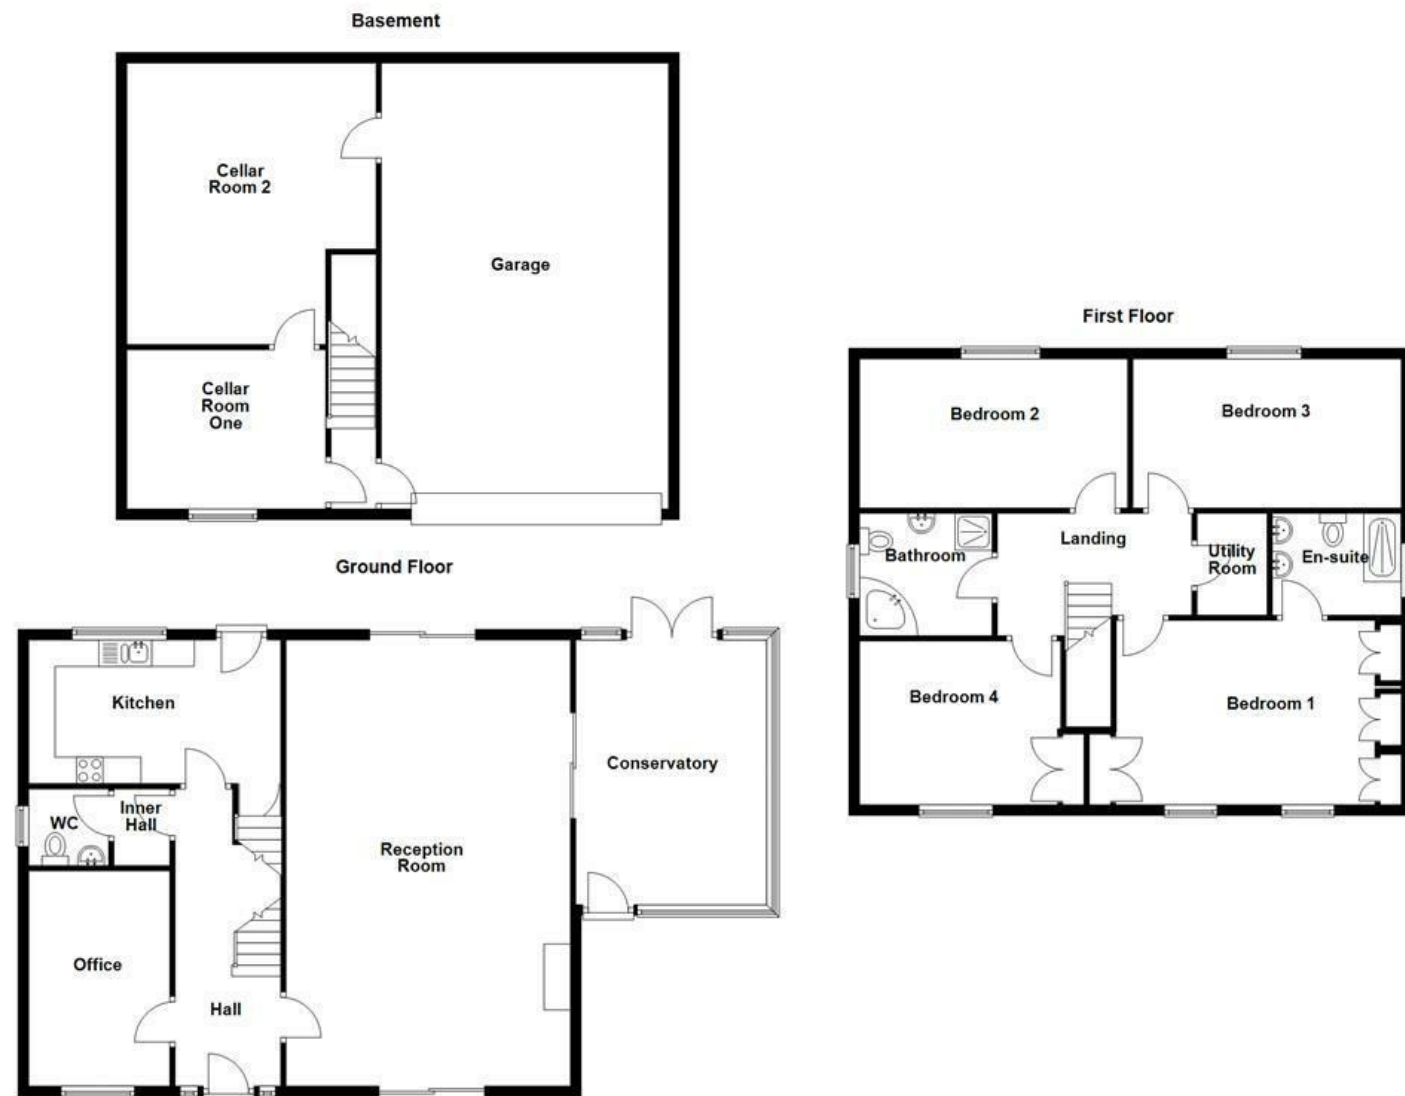 Basement
Cellar
Room 2
Garage
Cellar
Room
One
Ground Floor
Kitchen
Conservatory
WC
Inner
Hall
Reception
Room
Office
Hall
First Floor
Bedroom 2
Bedroom 3
Landing
Bathroom
Utility
Room
En-suite
Bedroom 4
Bedroom 1